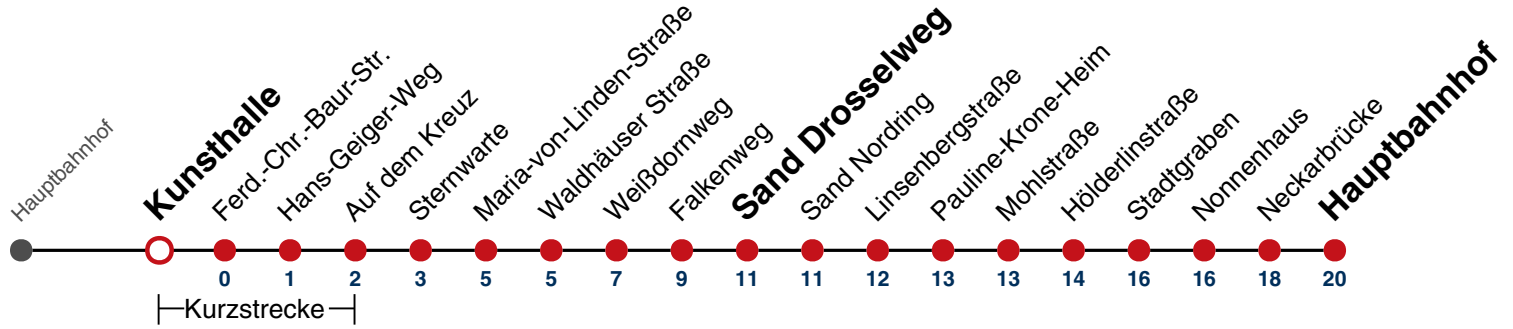 Hauptbahnhof
Kunsthalle
Ferd.-Chr.-Baur-Str.
Hans-Geiger-Weg
Auf dem Kreuz
Sternwarte
Maria-von-Linden-Straße
Waldhäuser Straße
Weißdornweg
Falkenweg
Sand Drosselweg
Sand Nordring
Linsenbergstraße
Pauline-Krone-Heim
Mohlstraße
Hölderlinstraße
Stadtgraben
Nonnenhaus
Neckarbrücke
Hauptbahnhof
0 1 2 3 5 5 7 9 11 11 12 13 13 14 16 16 18 20
Kurzstrecke